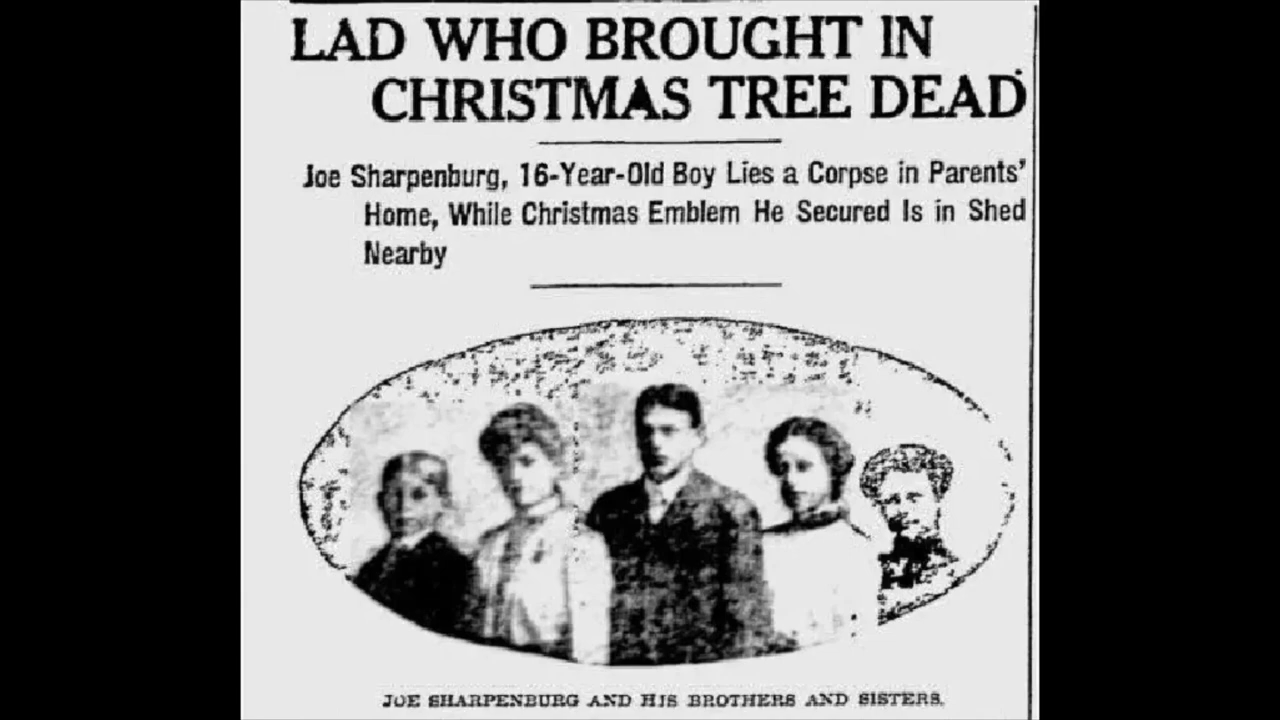 LAD WHO BROUGHT IN
CHRISTMAS TREE DEAD
Joe Sharpenburg, 16-Year-Old Boy Lies a Corpse in Parents'
Home, While Christmas Emblem He Secured Is in Shed
Nearby
JOE SHARPENBURG AND HIS BROTHERS AND SISTERS.